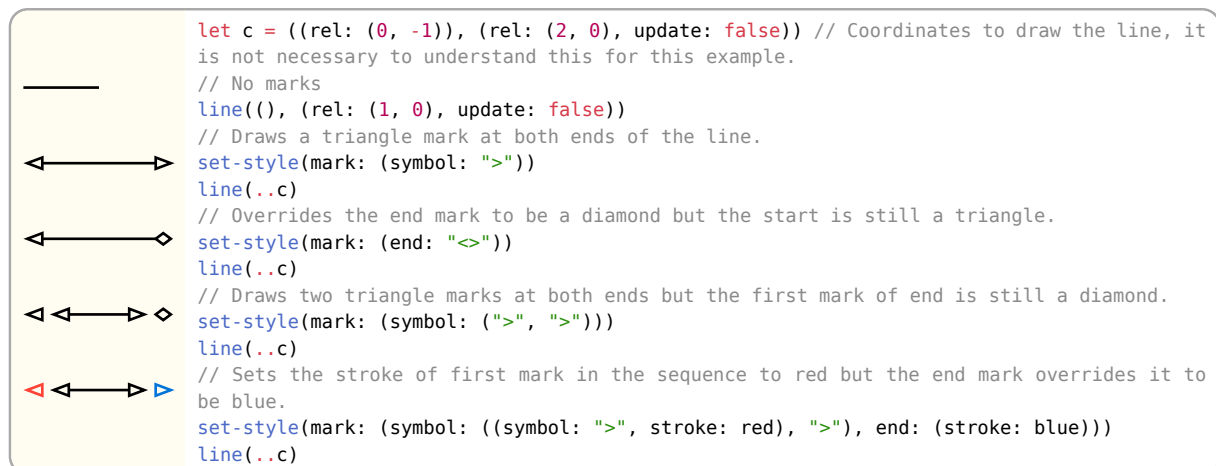 let c = ((rel: (0, -1)), (rel: (2, 0), update: false)) // Coordinates to draw the line, it
is not necessary to understand this for this example.
// No marks
line((), (rel: (1, 0), update: false))
// Draws a triangle mark at both ends of the line.
set-style(mark: (symbol: ">"))
line(..c)
// Overrides the end mark to be a diamond but the start is still a triangle.
set-style(mark: (end: "<>"))
line(..c)
// Draws two triangle marks at both ends but the first mark of end is still a diamond.
set-style(mark: (symbol: (">", ">")))
line(..c)
// Sets the stroke of first mark in the sequence to red but the end mark overrides it to
be blue.
set-style(mark: (symbol: ((symbol: ">", stroke: red), ">"), end: (stroke: blue)))
line(..c)